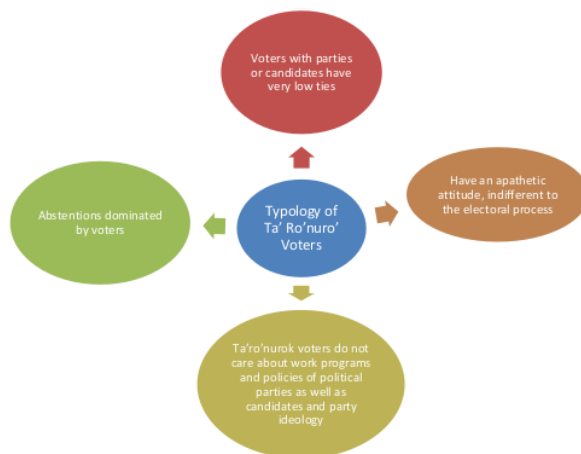 Voters with parties
or candidates have
very low ties
Abstentions dominated
by voters
Typology of
Ta' Ro'nuro'
Voters
Have an apathetic
attitude, indifferent to
the electoral process
Ta'ro'nurok voters do not
care about work programs
and policies of political
parties as well as
candidates and party
ideology